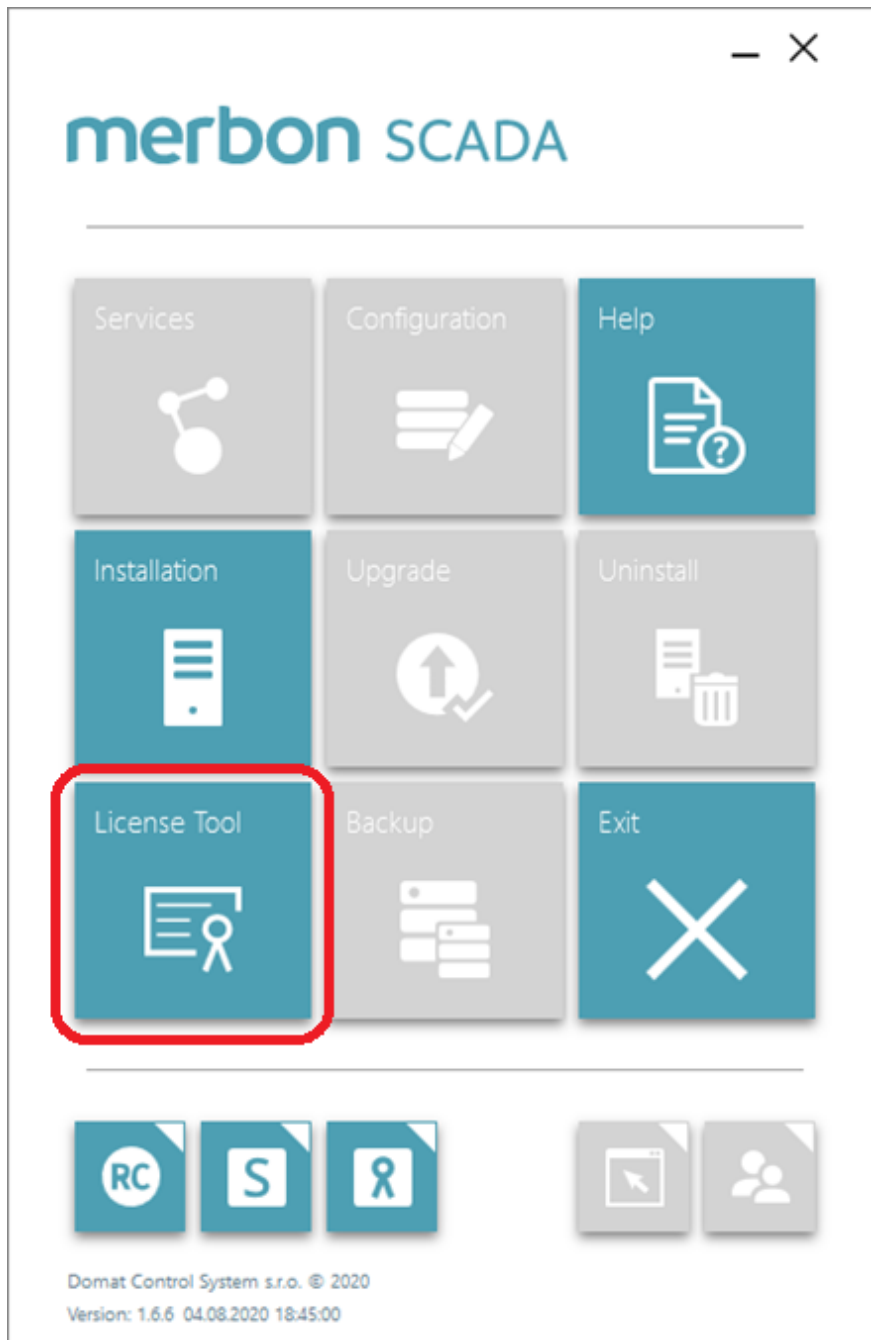 merbon SCADA
Services Configuration Help
?
Installation Upgrade Uninstall
License Tool Backup Exit
RC S
Domat Control System s.r.o. © 2020
Version: 1.6.6 04.08.2020 18:45:00